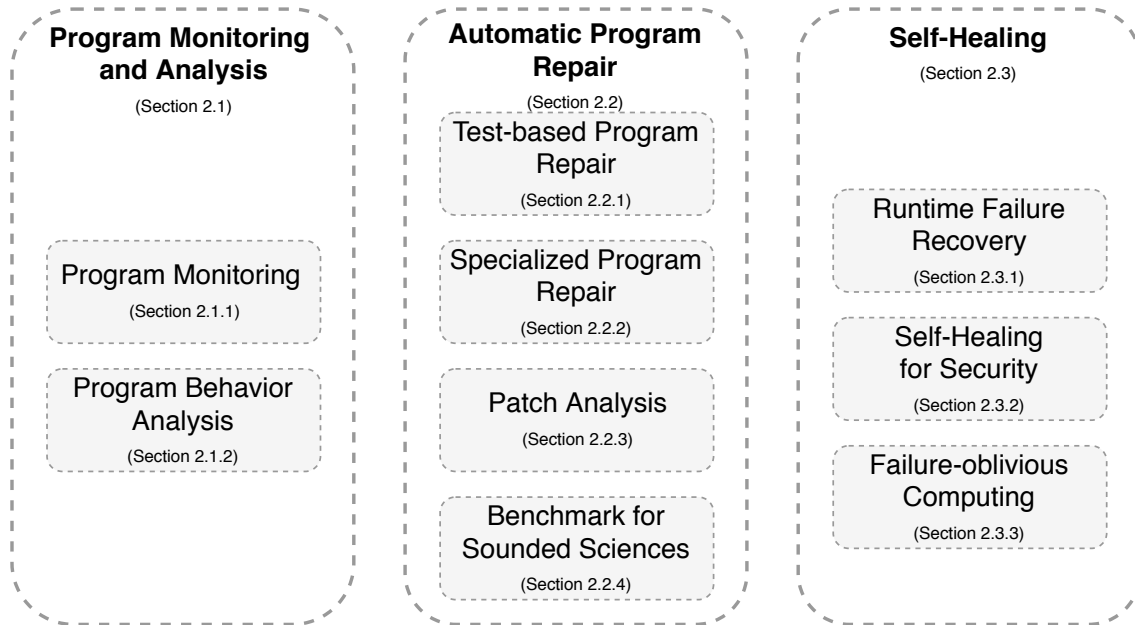 Program Monitoring
and Analysis
(Section 2.1)
Program Monitoring
(Section 2.1.1)
Program Behavior
Analysis
(Section 2.1.2)
Automatic Program
Repair
(Section 2.2)
Test-based Program
Repair
(Section 2.2.1)
Specialized Program
Repair
(Section 2.2.2)
Patch Analysis
(Section 2.2.3)
Benchmark for
Sounded Sciences
(Section 2.2.4)
Self-Healing
(Section 2.3)
Runtime Failure
Recovery
(Section 2.3.1)
Self-Healing
for Security
(Section 2.3.2)
Failure-oblivious
Computing
(Section 2.3.3)